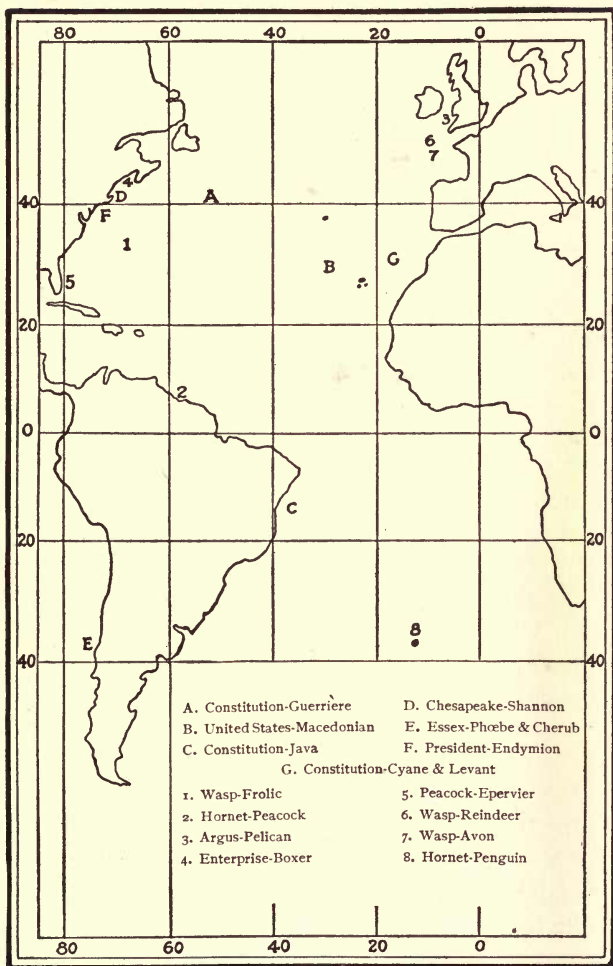 80 60 40 20 0
3
6
7
4
D
A
40 40
F
1
G
B
5
20 20
2
0 0
C
20 20
8
E
40 40
A. Constitution-Guerrière D. Chesapeake-Shannon
B. United States-Macedonian E. Essex-Phœbe & Cherub
C. Constitution-Java F. President-Endymion
G. Constitution-Cyane & Levant
1. Wasp-Frolic 5. Peacock-Epervier
2. Hornet-Peacock 6. Wasp-Reindeer
3. Argus-Pelican 7. Wasp-Avon
4. Enterprise-Boxer 8. Hornet-Penguin
80 60 40 20 0